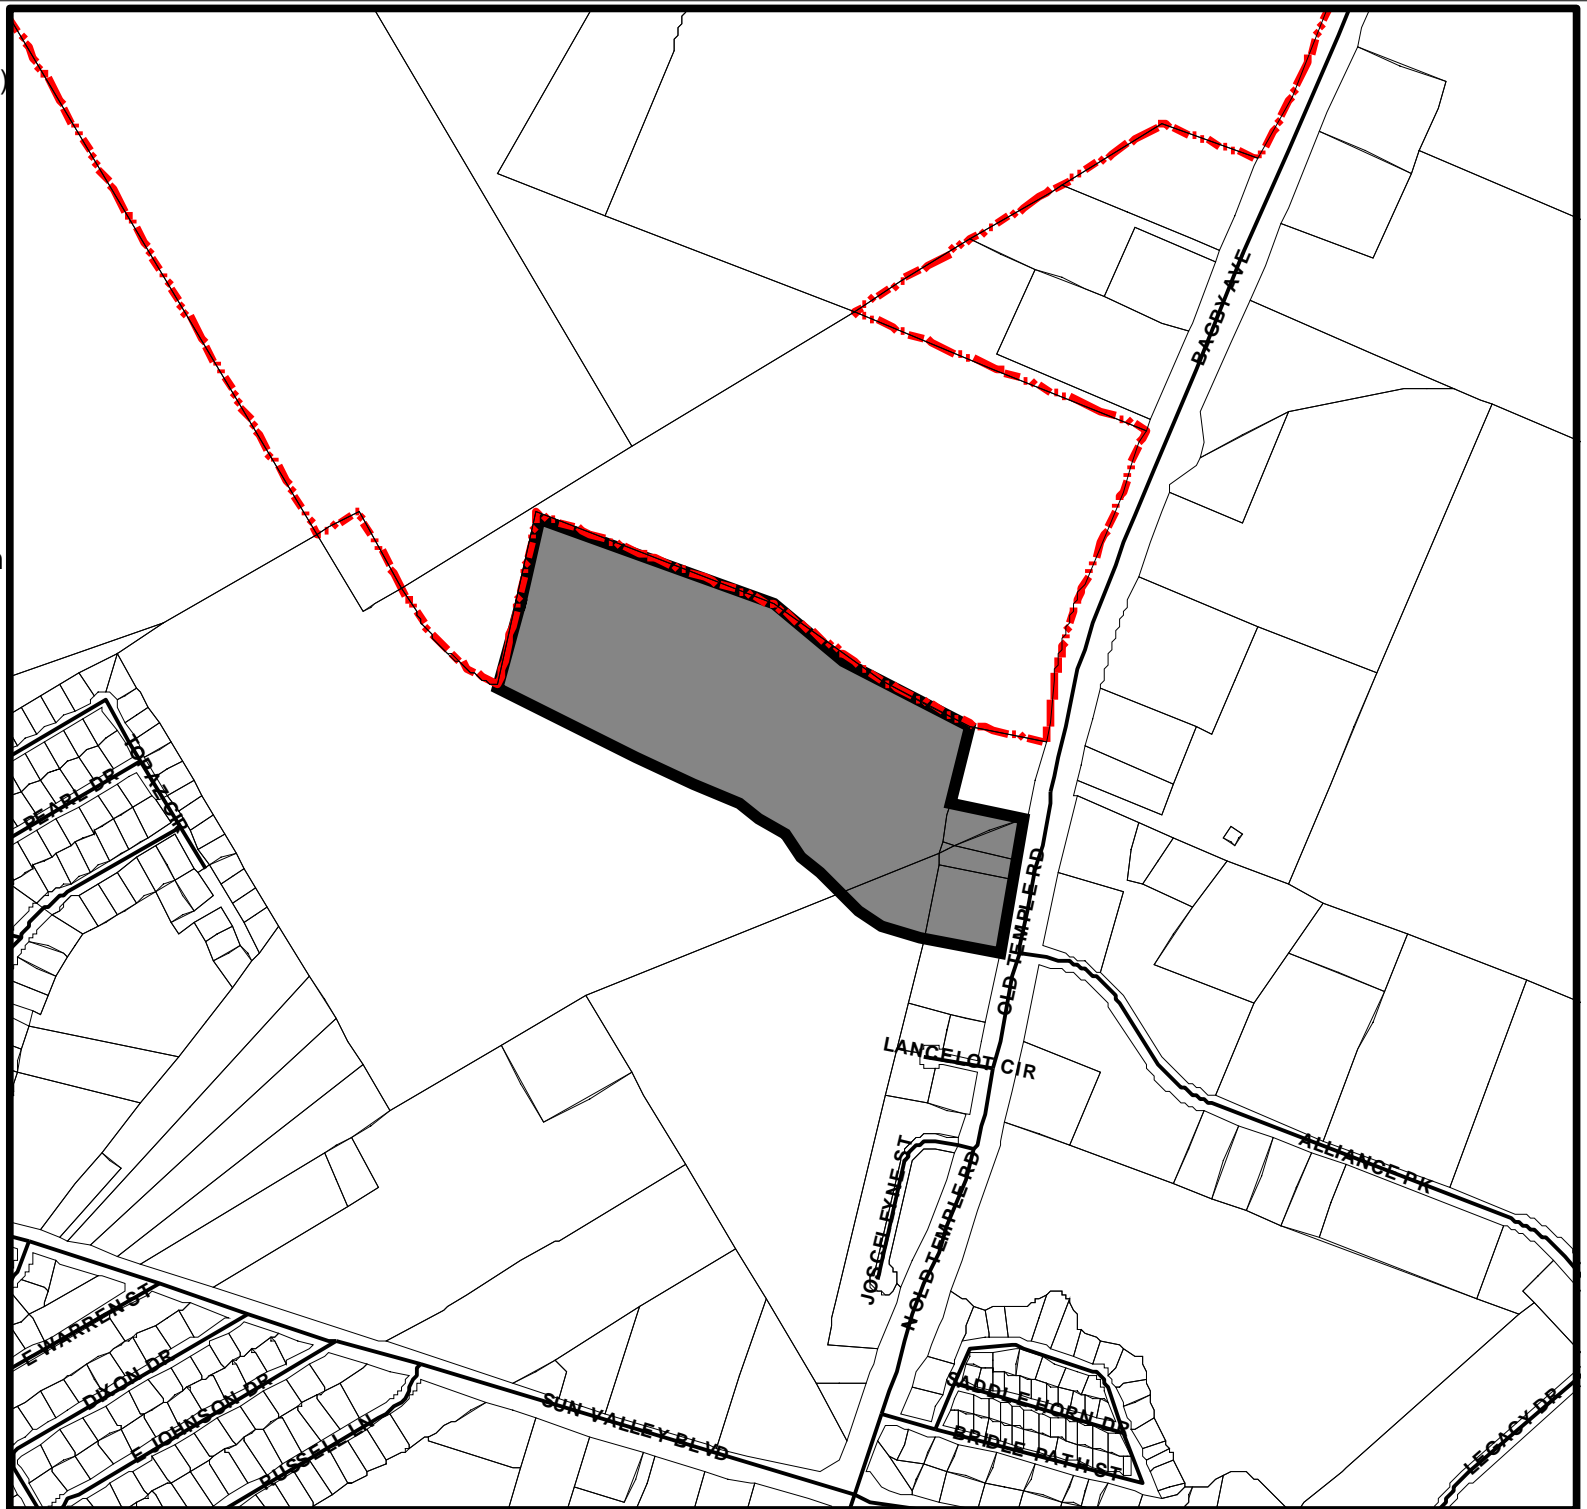 )
BAGBY AVE
TOPAZ CIR
PEARL DR
OLD TEMPLE RD
LANCELOT CIR
ALLIANCE PK
JOSCELEYNE ST
N OLD TEMPLE RD
E WARREN ST
DIXON DR
E JOHNSON DR
RUSSELL LN
SUN VALLEY BLVD
SADDLE HORN DR
BRIDLE PATH ST
LEGACY DR